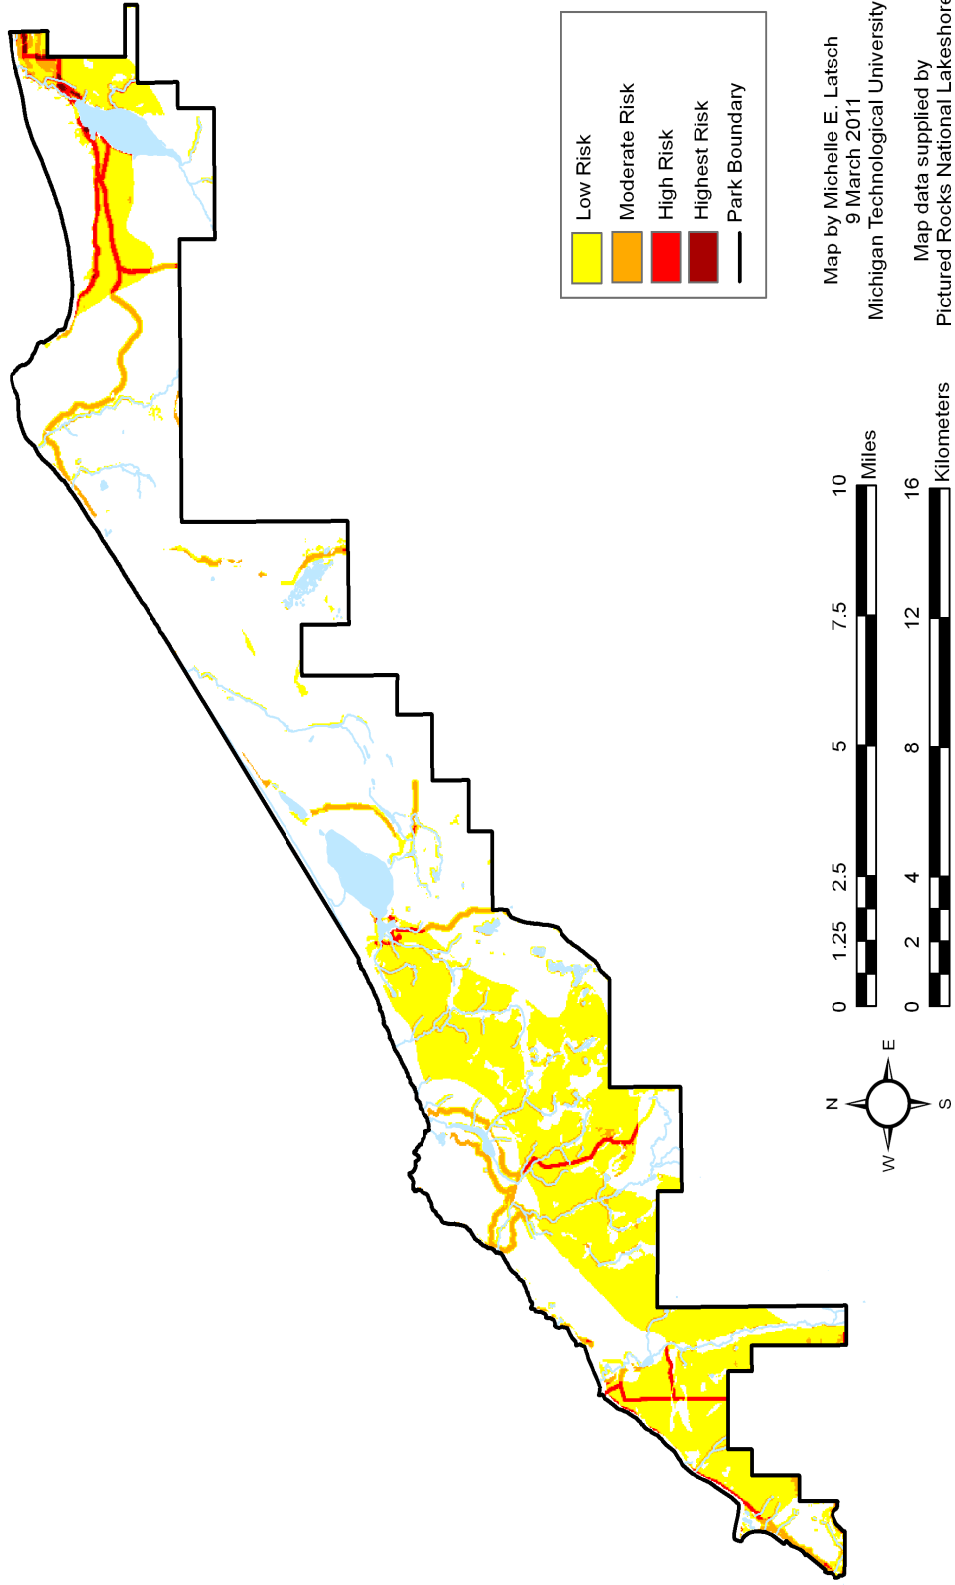 Low Risk
Moderate Risk
High Risk
Highest Risk
Park Boundary
Map by Michelle E. Latsch
9 March 2011
Michigan Technological University
Map data supplied by
Pictured Rocks National Lakeshore
N
W E
S
0 1.25 2.5 5 7.5 10
Miles
0 2 4 8 12 16
Kilometers